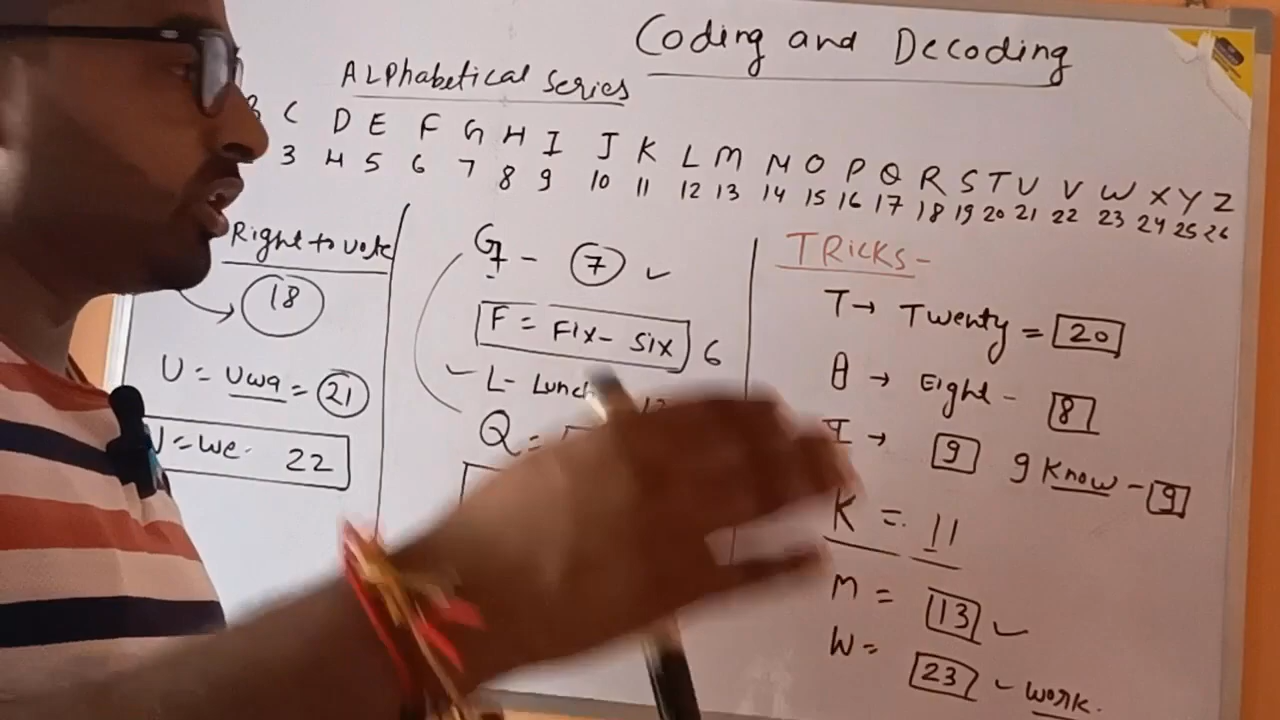 Coding and Decoding
ALPhabetical series
C D E F G H I J K L M N O P Q R S T U V W X Y Z
3 4 5 6 7 8 9 10 11 12 13 14 15 16 17 18 19 20 21 22 23 24 25 26
Right to vote
18
U = Uwa = 21
= we. 22
G - 7
F = Fix - six 6
L - Lunch
Q =
TRICKS -
T → Twenty = 20
→ Eight - 8
I → 9 9 Know - 9
K = 11
M = 13
W = 23 - work.